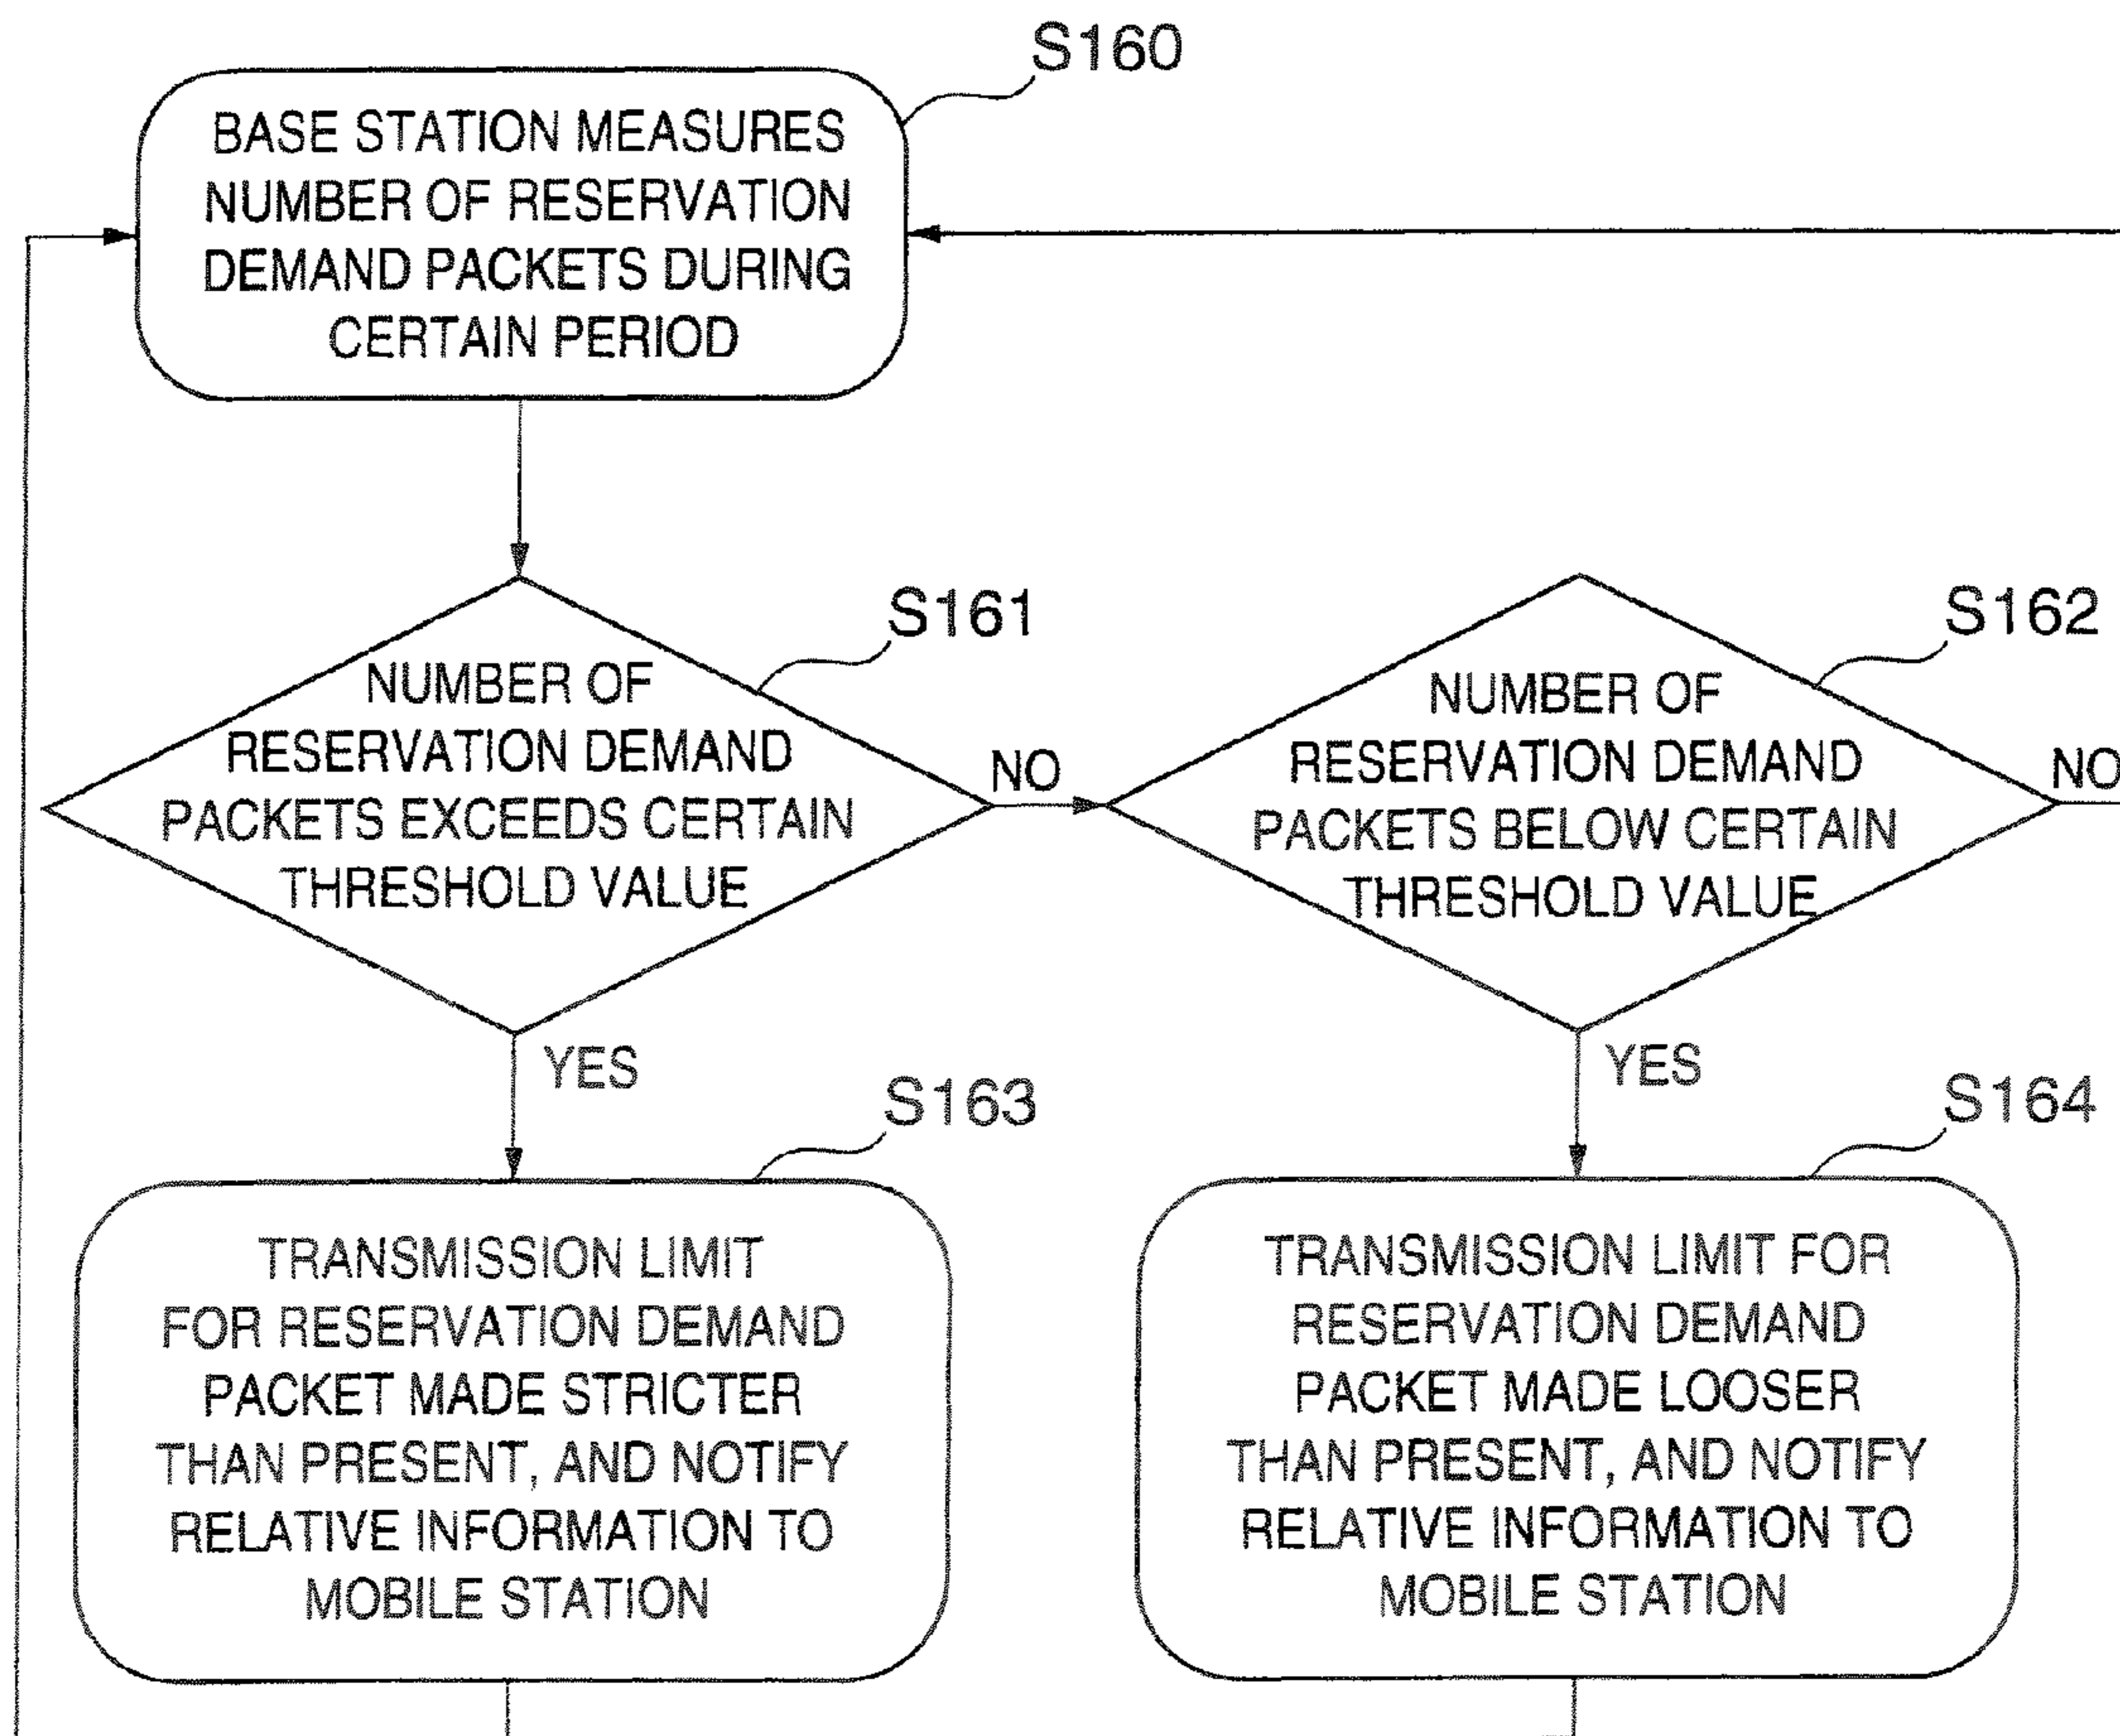 S160
BASE STATION MEASURES
NUMBER OF RESERVATION
DEMAND PACKETS DURING
CERTAIN PERIOD
S161
NUMBER OF
RESERVATION DEMAND
PACKETS EXCEEDS CERTAIN
THRESHOLD VALUE
NO
S162
NUMBER OF
RESERVATION DEMAND
PACKETS BELOW CERTAIN
THRESHOLD VALUE
NO
YES
S163
TRANSMISSION LIMIT
FOR RESERVATION DEMAND
PACKET MADE STRICTER
THAN PRESENT, AND NOTIFY
RELATIVE INFORMATION TO
MOBILE STATION
YES
S164
TRANSMISSION LIMIT FOR
RESERVATION DEMAND
PACKET MADE LOOSER
THAN PRESENT, AND NOTIFY
RELATIVE INFORMATION TO
MOBILE STATION